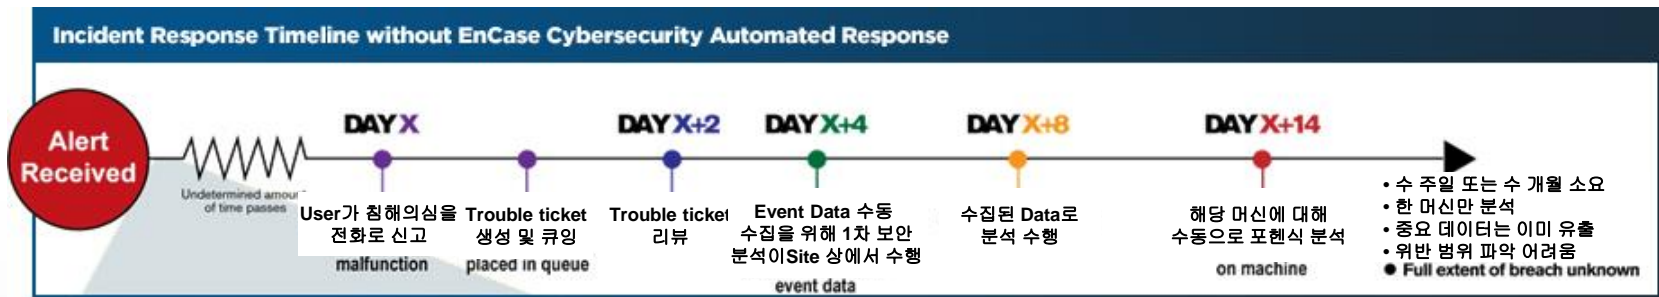 Incident Response Timeline without EnCase Cybersecurity Automated Response
Alert
Received
Undetermined amoun
of time passes
DAY X
User가 침해의심을
전화로 신고
malfunction
Trouble ticket
생성 및 큐잉
placed in queue
DAY X+2
Trouble ticket
리뷰
DAY X+4
Event Data 수동
수집을 위해 1차 보안
분석이Site 상에서 수행
event data
DAY X+8
수집된 Data로
분석 수행
DAY X+14
해당 머신에 대해
수동으로 포헨식 분석
on machine
• 수 주일 또는 수 개월 소요
• 한 머신만 분석
• 중요 데이터는 이미 유출
• 위반 범위 파악 어려움
● Full extent of breach unknown